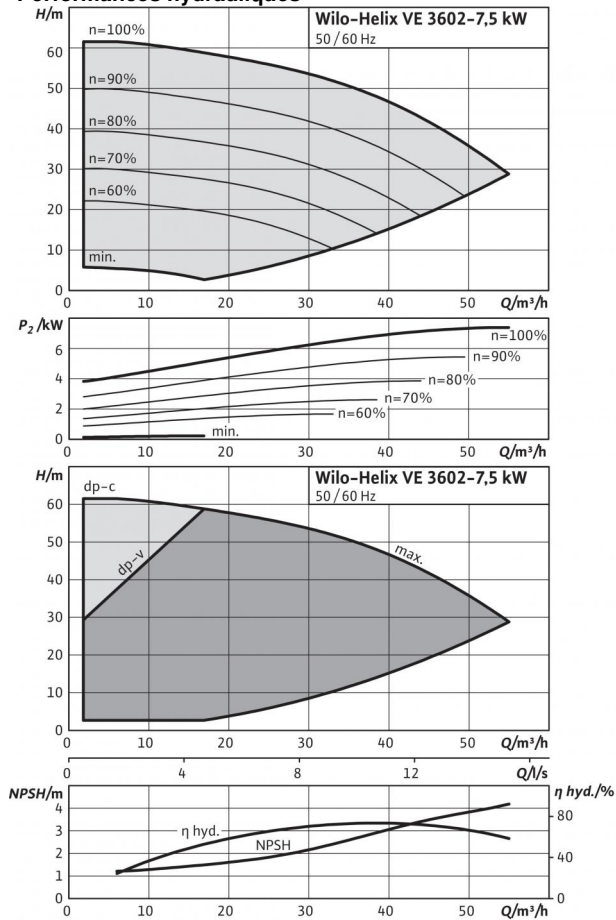 Performances hydrauliques
H/m
Wilo-Helix VE 3602-7,5 kW
50/60 Hz
n=100%
60
n=90%
50
n=80%
40
n=70%
30
n=60%
20
10
min.
0
0 10 20 30 40 50 Q/m³/h
P2/kW
n=100%
6
n=90%
4
n=80%
n=70%
2
n=60%
min.
0
0 10 20 30 40 50 Q/m³/h
H/m
Wilo-Helix VE 3602-7,5 kW
50/60 Hz
dp-c
60
max.
50
dp-v
40
30
20
10
0
0 10 20 30 40 50 Q/m³/h
0 4 8 12 Q/l/s
NPSH/m
η hyd./%
4
80
3
η hyd.
NPSH
2
40
1
0
0
0 10 20 30 40 50 Q/m³/h